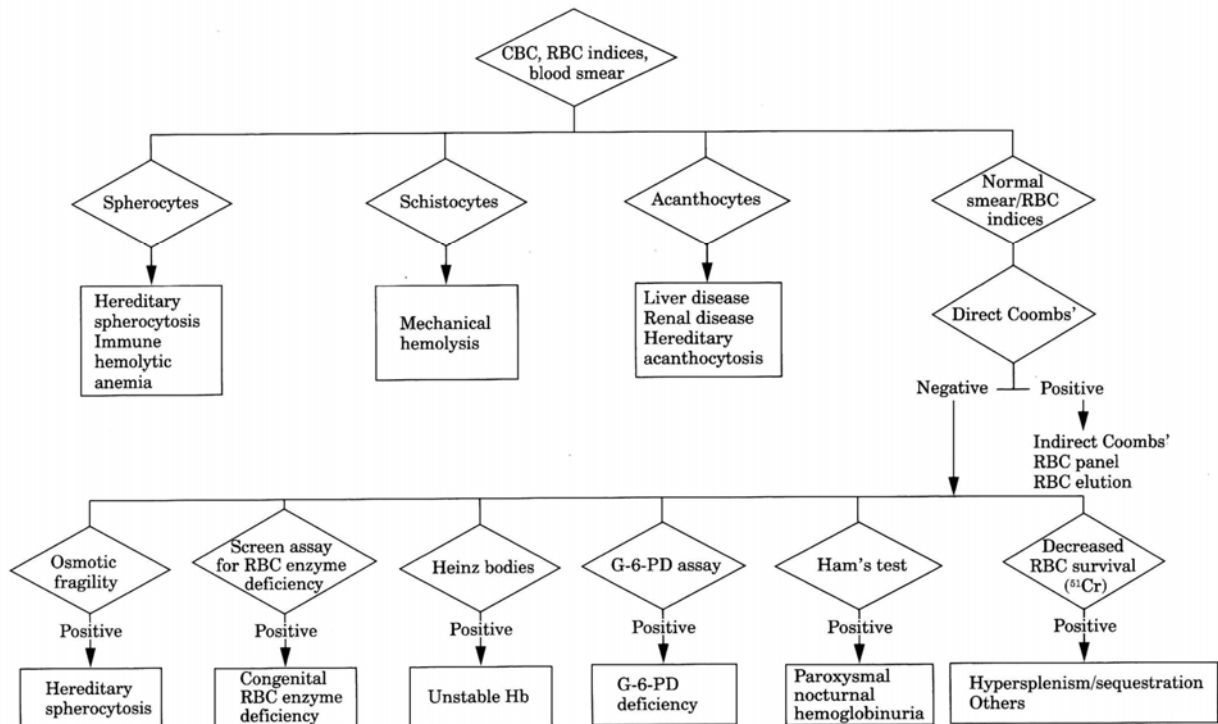 CBC, RBC indices,
blood smear
Spherocytes
Schistocytes
Acanthocytes
Normal
smear/RBC
indices
Hereditary
spherocytosis
Immune
hemolytic
anemia
Mechanical
hemolysis
Liver disease
Renal disease
Hereditary
acanthocytosis
Direct Coombs'
Negative
Positive
Indirect Coombs'
RBC panel
RBC elution
Osmotic
fragility
Screen assay
for RBC enzyme
deficiency
Heinz bodies
G-6-PD assay
Ham's test
Decreased
RBC survival
(⁵¹Cr)
Positive
Positive
Positive
Positive
Positive
Positive
Hereditary
spherocytosis
Congenital
RBC enzyme
deficiency
Unstable Hb
G-6-PD
deficiency
Paroxysmal
nocturnal
hemoglobinuria
Hypersplenism/sequestration
Others